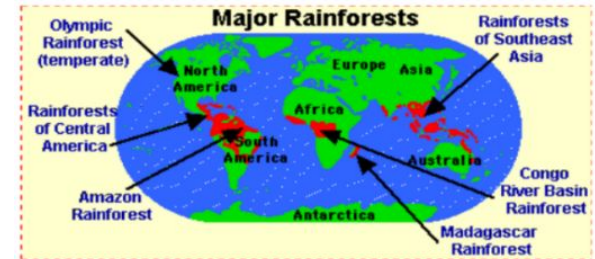 Major Rainforests
Olympic
Rainforest
(temperate)
Rainforests
of Southeast
Asia
North
America
Europe
Asia
Rainforests
of Central
America
Africa
South
America
Australia
Amazon
Rainforest
Congo
River Basin
Rainforest
Antarctica
Madagascar
Rainforest